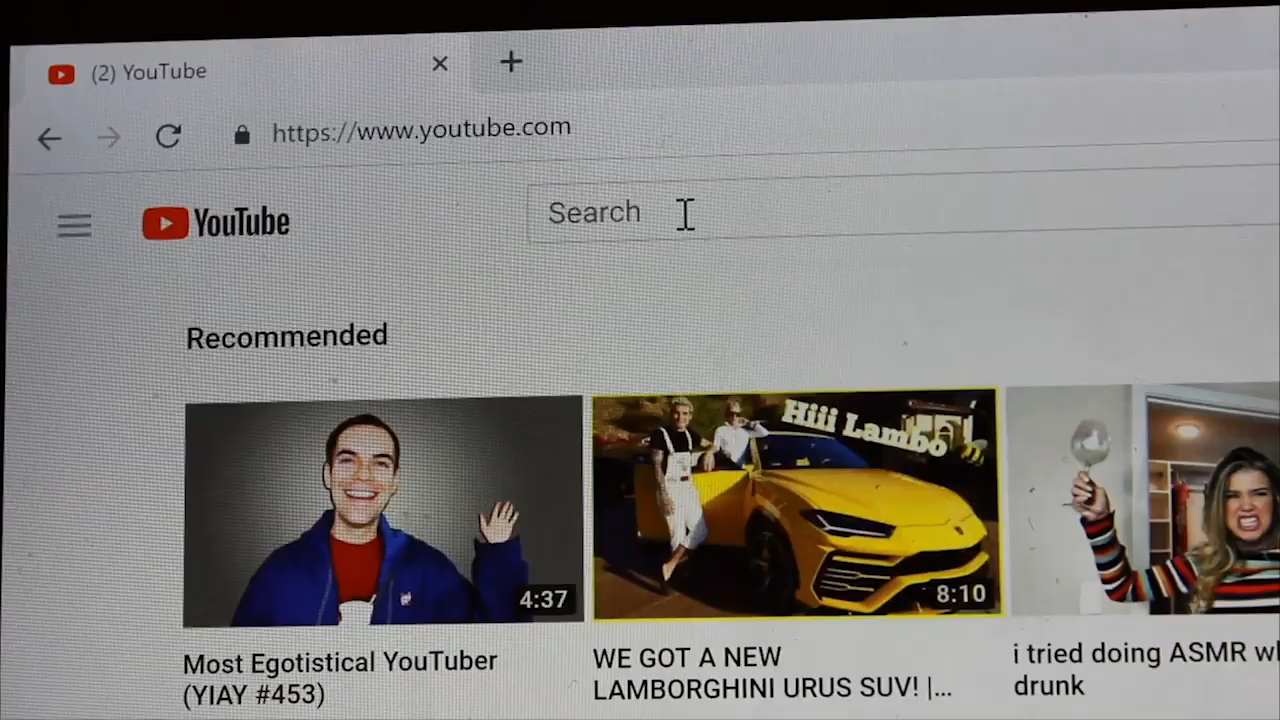 (2) YouTube
https://www.youtube.com
YouTube
Search
Recommended
Hiii Lambo
4:37
8:10
Most Egotistical YouTuber
(YIAY #453)
WE GOT A NEW
LAMBORGHINI URUS SUV! |...
i tried doing ASMR
drunk